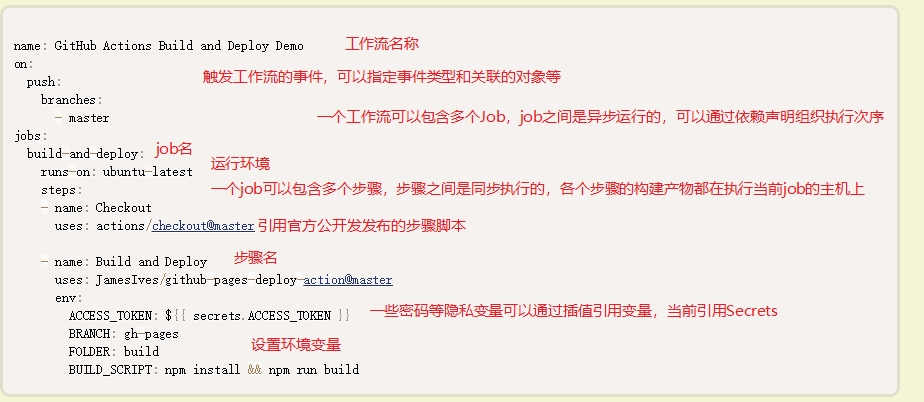 name: GitHub Actions Build and Deploy Demo 工作流名称
on:
push: 触发工作流的事件，可以指定事件类型和关联的对象等
branches:
- master 一个工作流可以包含多个Job，job之间是异步运行的，可以通过依赖声明组织执行次序
jobs:
build-and-deploy: job名
runs-on: ubuntu-latest 运行环境
steps: 一个job可以包含多个步骤，步骤之间是同步执行的，各个步骤的构建产物都在执行当前job的主机上
- name: Checkout
uses: actions/checkout@master 引用官方公开发发布的步骤脚本
- name: Build and Deploy 步骤名
uses: JamesIves/github-pages-deploy-action@master
env:
ACCESS_TOKEN: ${{ secrets.ACCESS_TOKEN }} 一些密码等隐私变量可以通过插值引用变量，当前引用Secrets
BRANCH: gh-pages
FOLDER: build 设置环境变量
BUILD_SCRIPT: npm install && npm run build